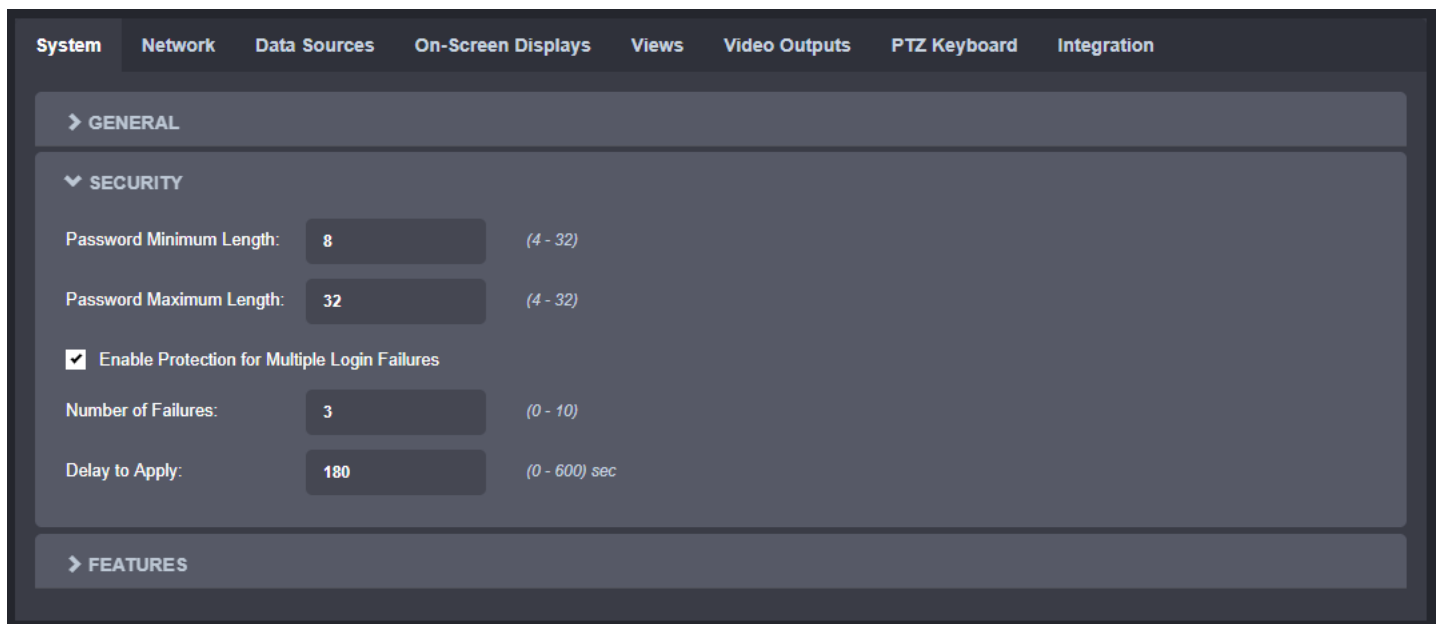 System Network Data Sources On-Screen Displays Views Video Outputs PTZ Keyboard Integration
GENERAL
SECURITY
Password Minimum Length: 8 (4 - 32)
Password Maximum Length: 32 (4 - 32)
Enable Protection for Multiple Login Failures
Number of Failures: 3 (0 - 10)
Delay to Apply: 180 (0 - 600) sec
FEATURES